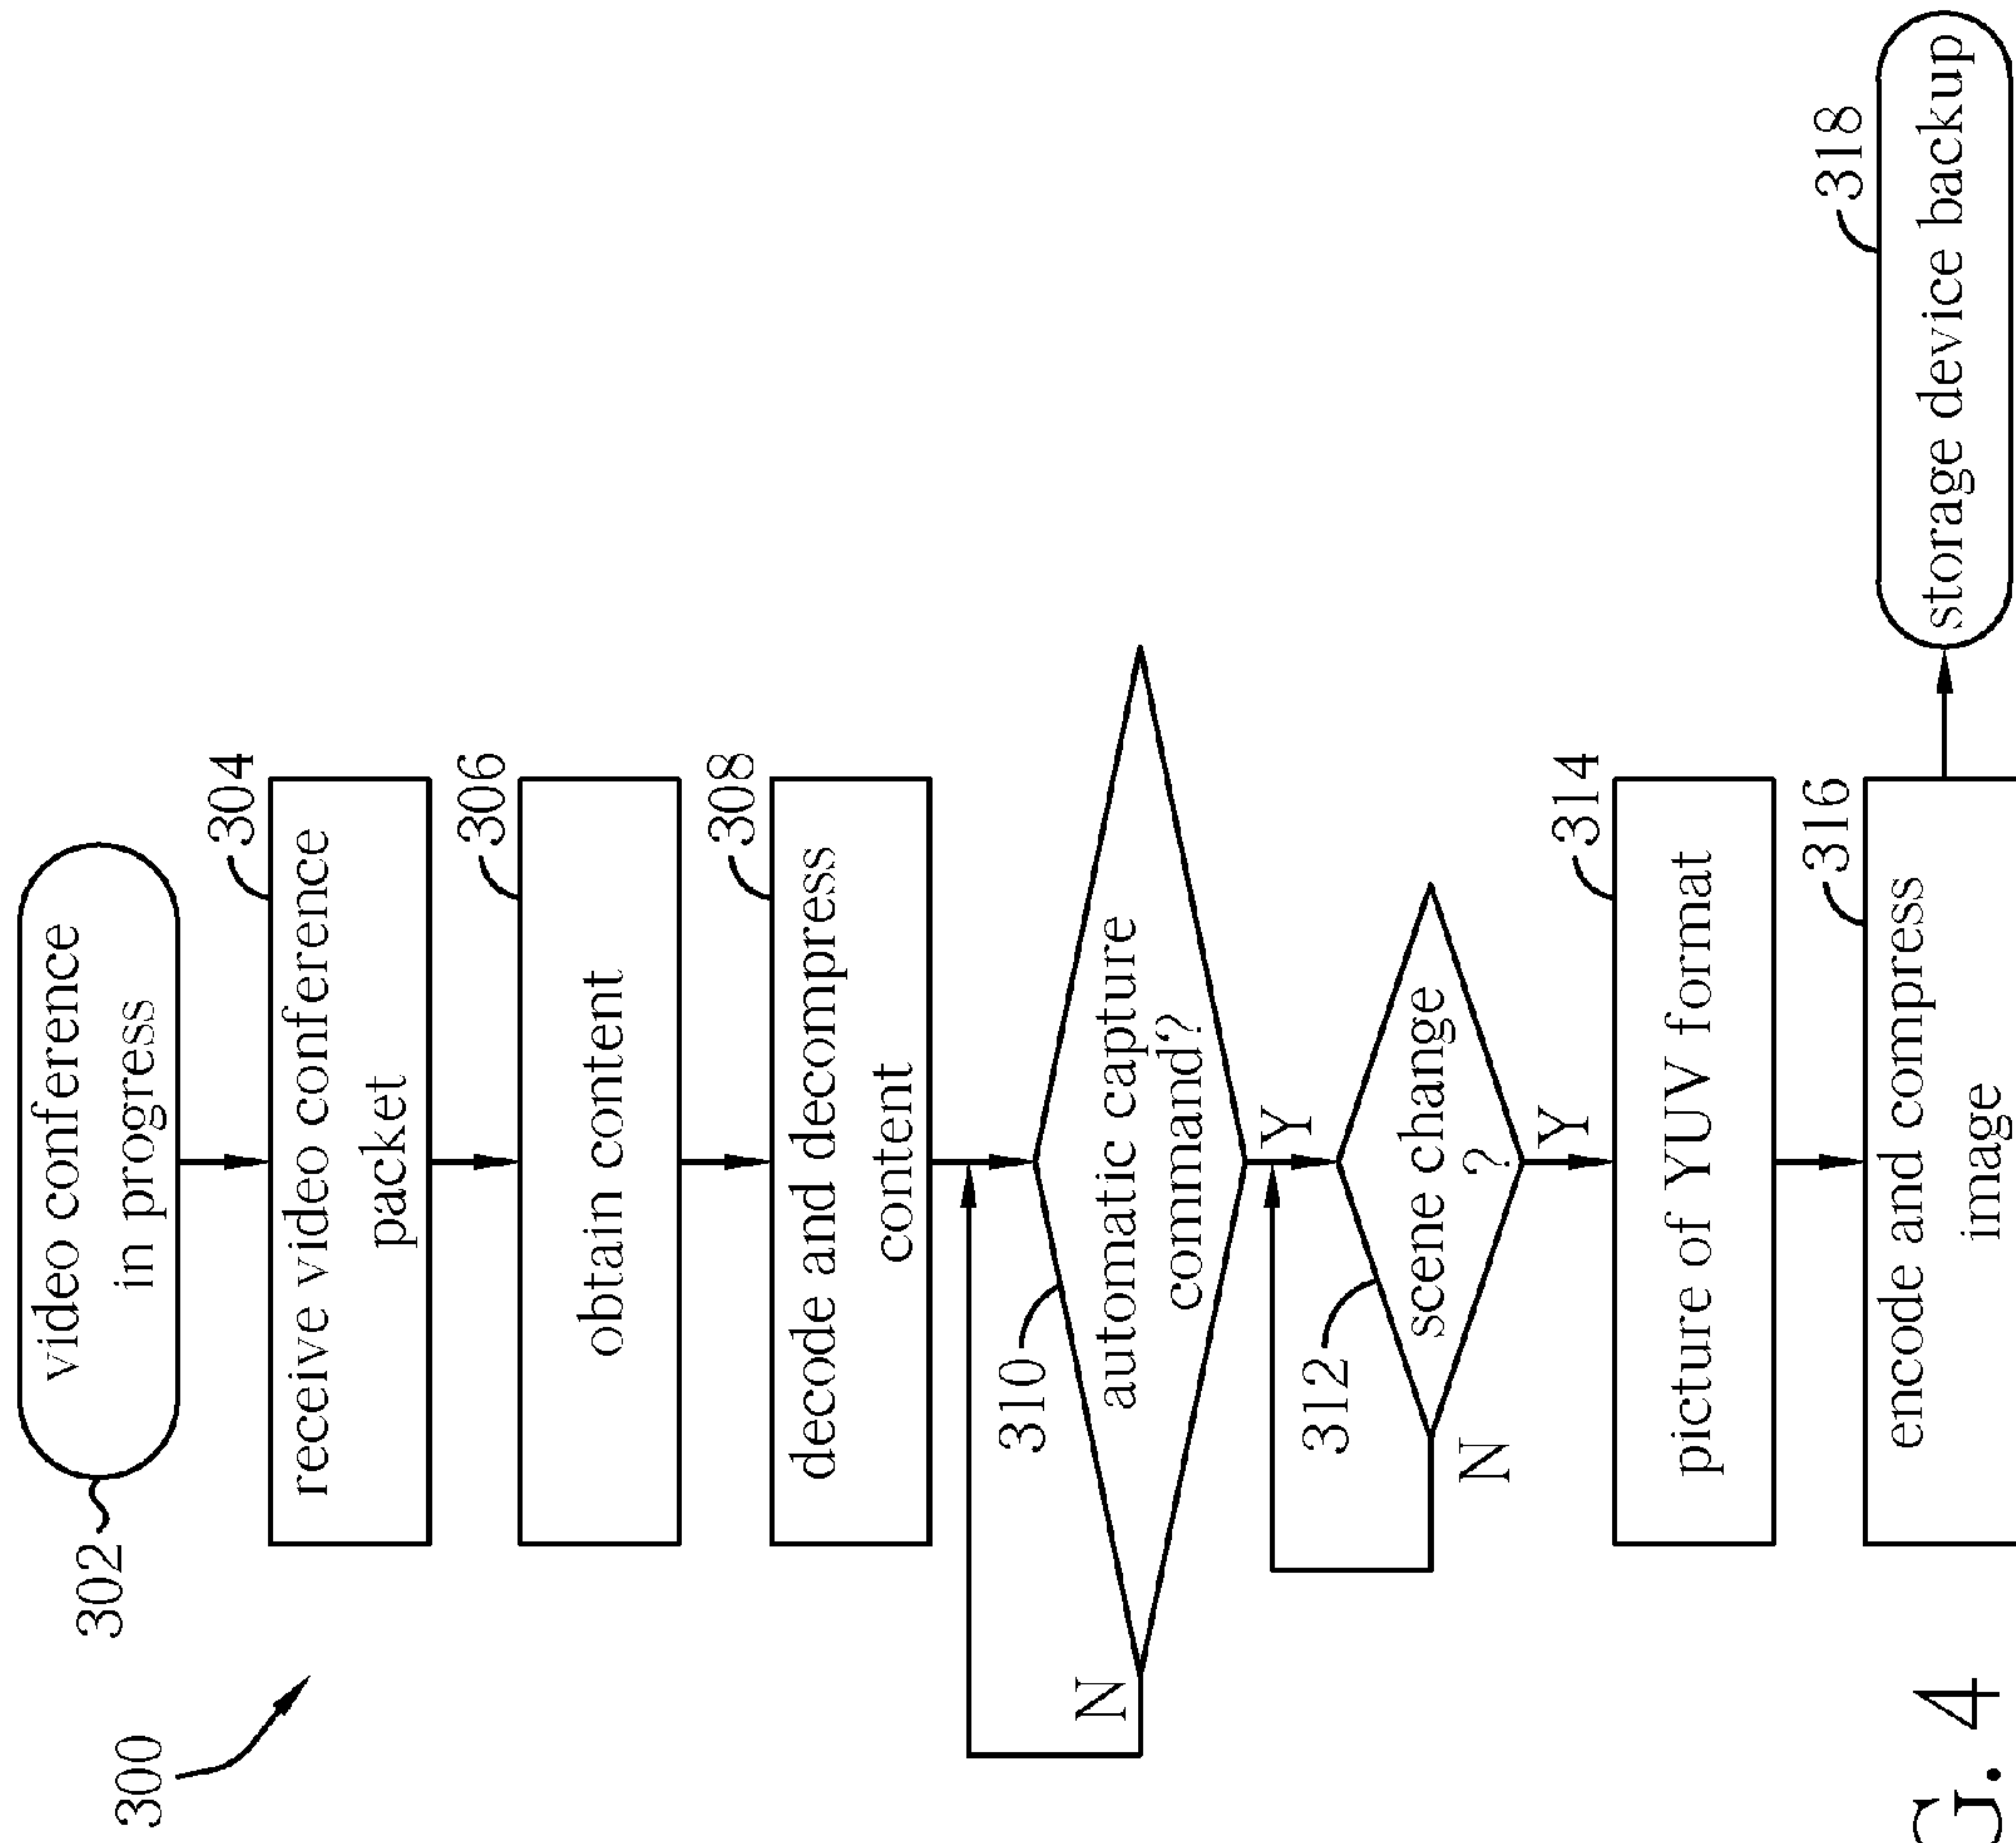 300
302
video conference
in progress
304
receive video conference
packet
306
obtain content
308
decode and decompress
content
310
automatic capture
command?
N
Y
312
scene change
?
N
Y
314
picture of YUV format
316
encode and compress
image
318
storage device backup
G. 4